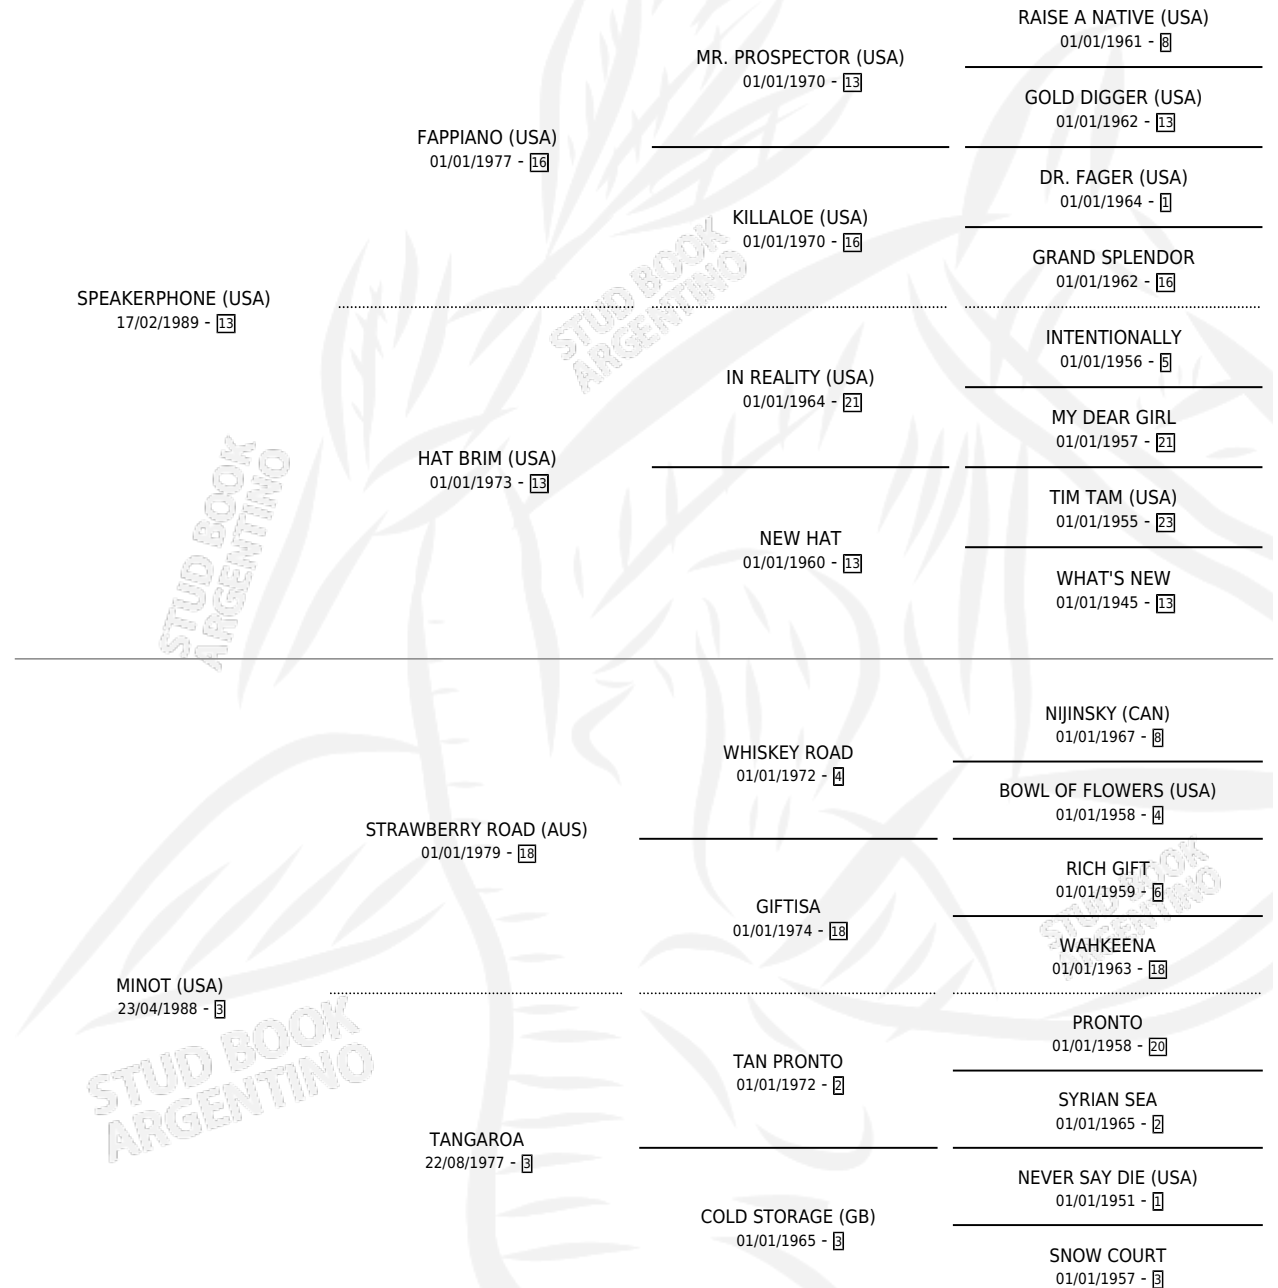 RAISE A NATIVE (USA)
01/01/1961 - 8
MR. PROSPECTOR (USA)
01/01/1970 - 13
GOLD DIGGER (USA)
01/01/1962 - 13
FAPPIANO (USA)
01/01/1977 - 16
DR. FAGER (USA)
01/01/1964 - 1
KILLALOE (USA)
01/01/1970 - 16
GRAND SPLENDOR
01/01/1962 - 16
SPEAKERPHONE (USA)
17/02/1989 - 13
INTENTIONALLY
01/01/1956 - 5
IN REALITY (USA)
01/01/1964 - 21
MY DEAR GIRL
01/01/1957 - 21
HAT BRIM (USA)
01/01/1973 - 13
TIM TAM (USA)
01/01/1955 - 23
NEW HAT
01/01/1960 - 13
WHAT'S NEW
01/01/1945 - 13
NIJINSKY (CAN)
01/01/1967 - 8
WHISKEY ROAD
01/01/1972 - 4
BOWL OF FLOWERS (USA)
01/01/1958 - 4
STRAWBERRY ROAD (AUS)
01/01/1979 - 18
RICH GIFT
01/01/1959 - 6
GIFTISA
01/01/1974 - 18
WAHKEENA
01/01/1963 - 18
MINOT (USA)
23/04/1988 - 3
PRONTO
01/01/1958 - 20
TAN PRONTO
01/01/1972 - 2
SYRIAN SEA
01/01/1965 - 2
TANGAROA
22/08/1977 - 3
NEVER SAY DIE (USA)
01/01/1951 - 1
COLD STORAGE (GB)
01/01/1965 - 3
SNOW COURT
01/01/1957 - 3
STUD BOOK
ARGENTINO
STUD BOOK
ARGENTINO
STUD BOOK
ARGENTINO
STUD BOOK
ARGENTINO